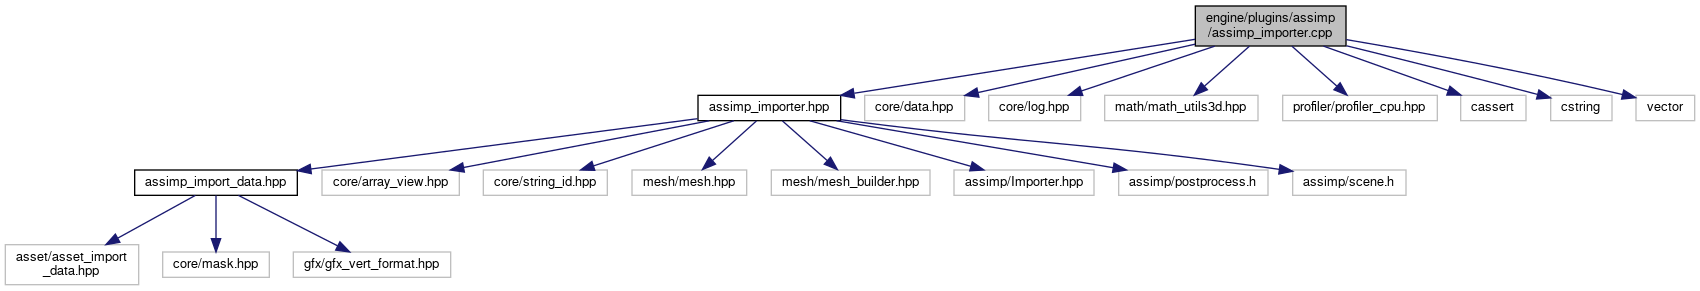 engine/plugins/assimp
/assimp_importer.cpp
assimp_importer.hpp
core/data.hpp
core/log.hpp
math/math_utils3d.hpp
profiler/profiler_cpu.hpp
cassert
cstring
vector
assimp_import_data.hpp
core/array_view.hpp
core/string_id.hpp
mesh/mesh.hpp
mesh/mesh_builder.hpp
assimp/Importer.hpp
assimp/postprocess.h
assimp/scene.h
asset/asset_import
_data.hpp
core/mask.hpp
gfx/gfx_vert_format.hpp